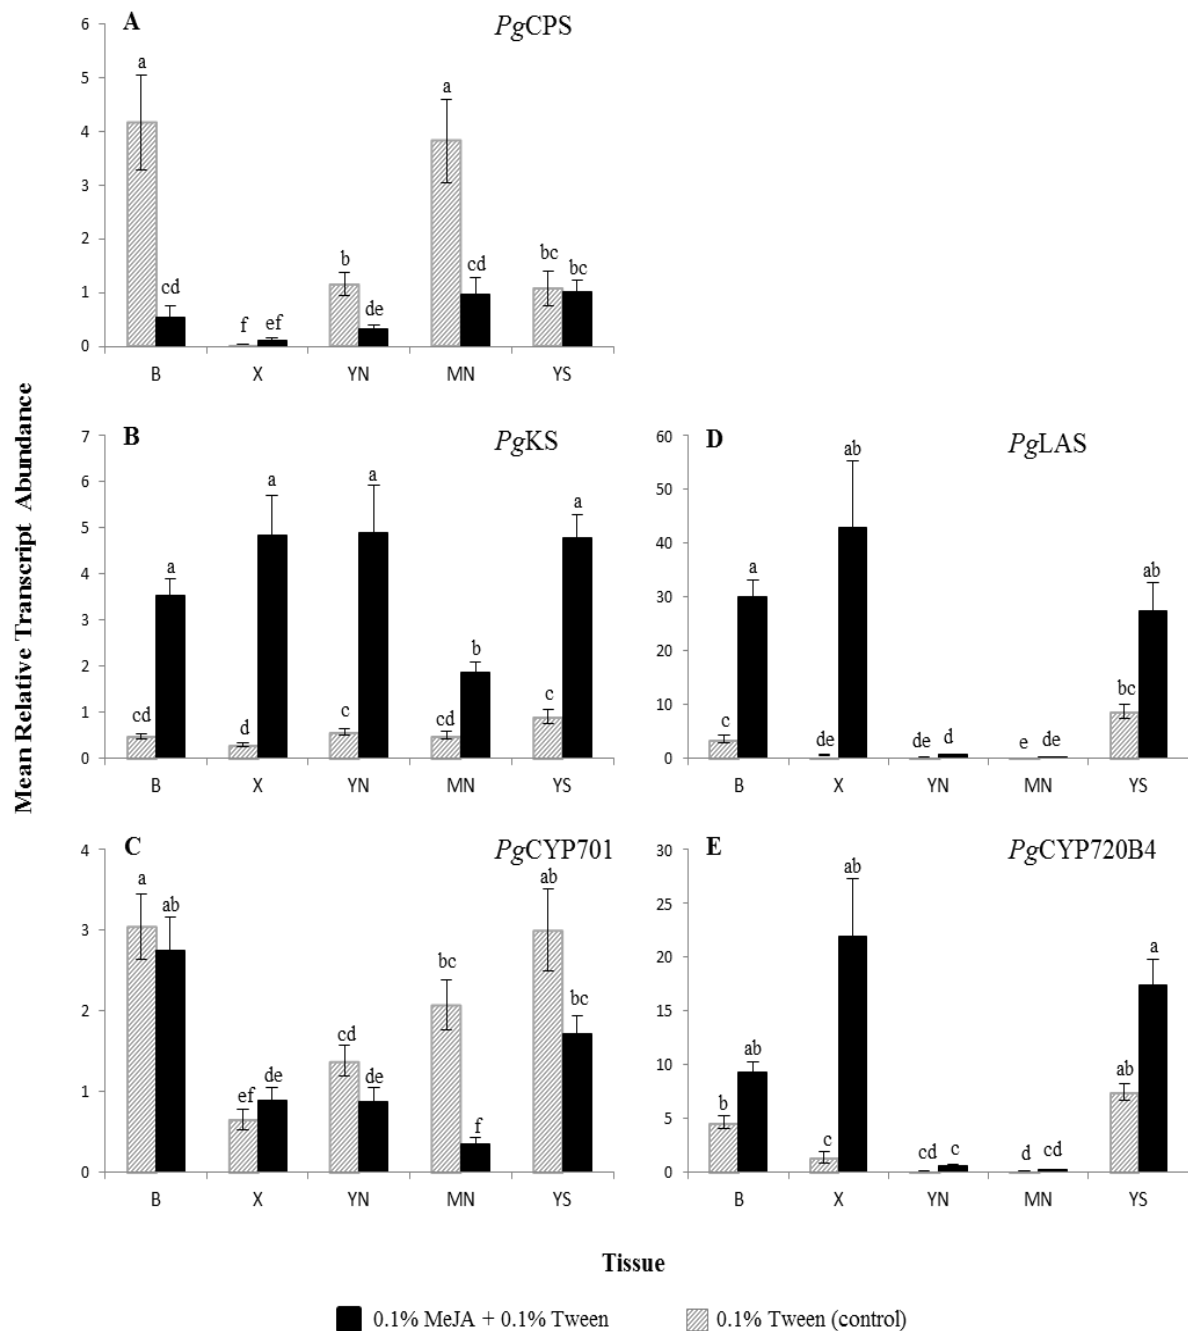 A
PgCPS
6
5
4
3
2
1
0
a
cd
f
ef
b
de
a
cd
bc
bc
B
X
YN
MN
YS
Mean Relative Transcript Abundance
B
PgKS
7
6
5
4
3
2
1
0
cd
a
d
a
c
a
cd
b
c
a
B
X
YN
MN
YS
D
PgLAS
60
50
40
30
20
10
0
c
a
de
ab
de
d
e
de
bc
ab
B
X
YN
MN
YS
C
PgCYP701
4
3
2
1
0
a
ab
ef
de
cd
de
bc
f
ab
bc
B
X
YN
MN
YS
E
PgCYP720B4
30
25
20
15
10
5
0
b
ab
c
ab
cd
c
d
cd
ab
a
B
X
YN
MN
YS
Tissue
0.1% MeJA + 0.1% Tween
0.1% Tween (control)